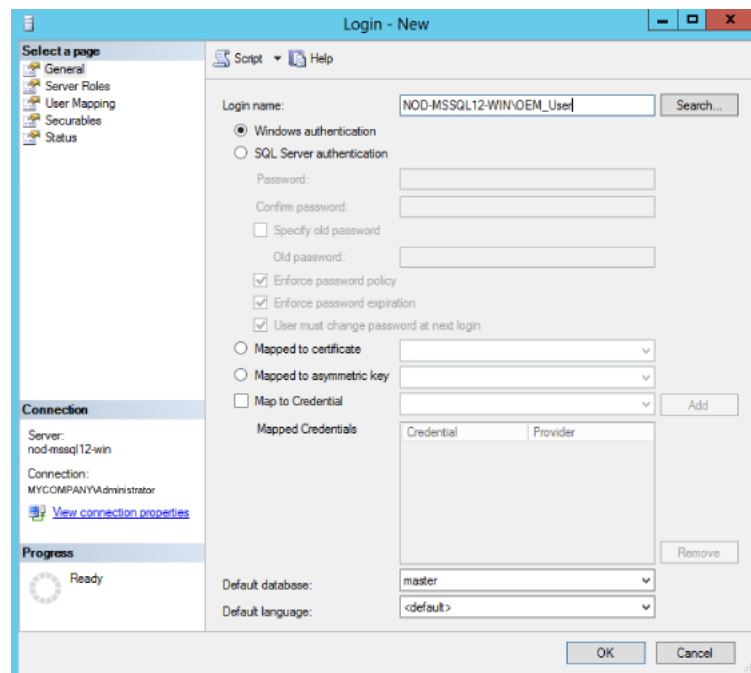 Login - New
Select a page
General
Server Roles
User Mapping
Securables
Status
Script Help
Login name: NOD-MSSQL12-WIN\OEM_User Search...
Windows authentication
SQL Server authentication
Password:
Confirm password:
Specify old password
Old password:
Enforce password policy
Enforce password expiration
User must change password at next login
Mapped to certificate
Mapped to asymmetric key
Map to Credential Add
Mapped Credentials Credential Provider
Remove
Default database: master
Default language: <default>
Connection
Server:
nod-mssql12-win
Connection:
MYCOMPANY\Administrator
View connection properties
Progress
Ready
OK Cancel